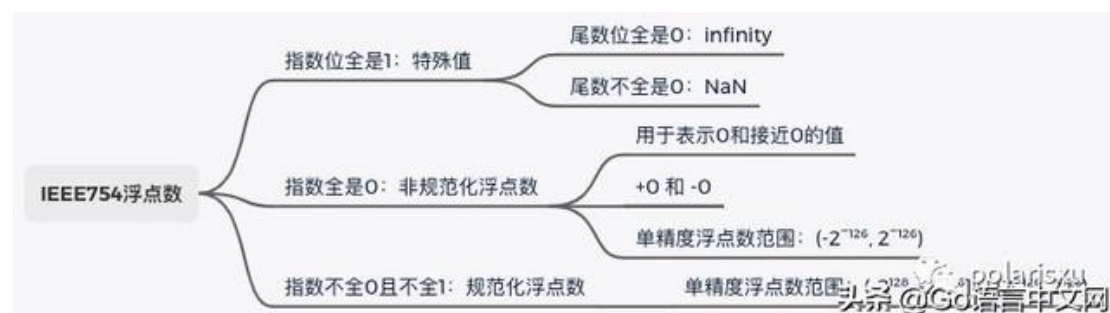 尾数位全是0：infinity
指数位全是1：特殊值
尾数不全是0：NaN
用于表示0和接近0的值
IEEE754浮点数
指数全是0：非规范化浮点数
+0 和 -0
单精度浮点数范围：(-2⁻¹²⁶, 2⁻¹²⁶)
指数不全0且不全1：规范化浮点数
单精度浮点数范围
polarisxu
头条 @Go语言中文网